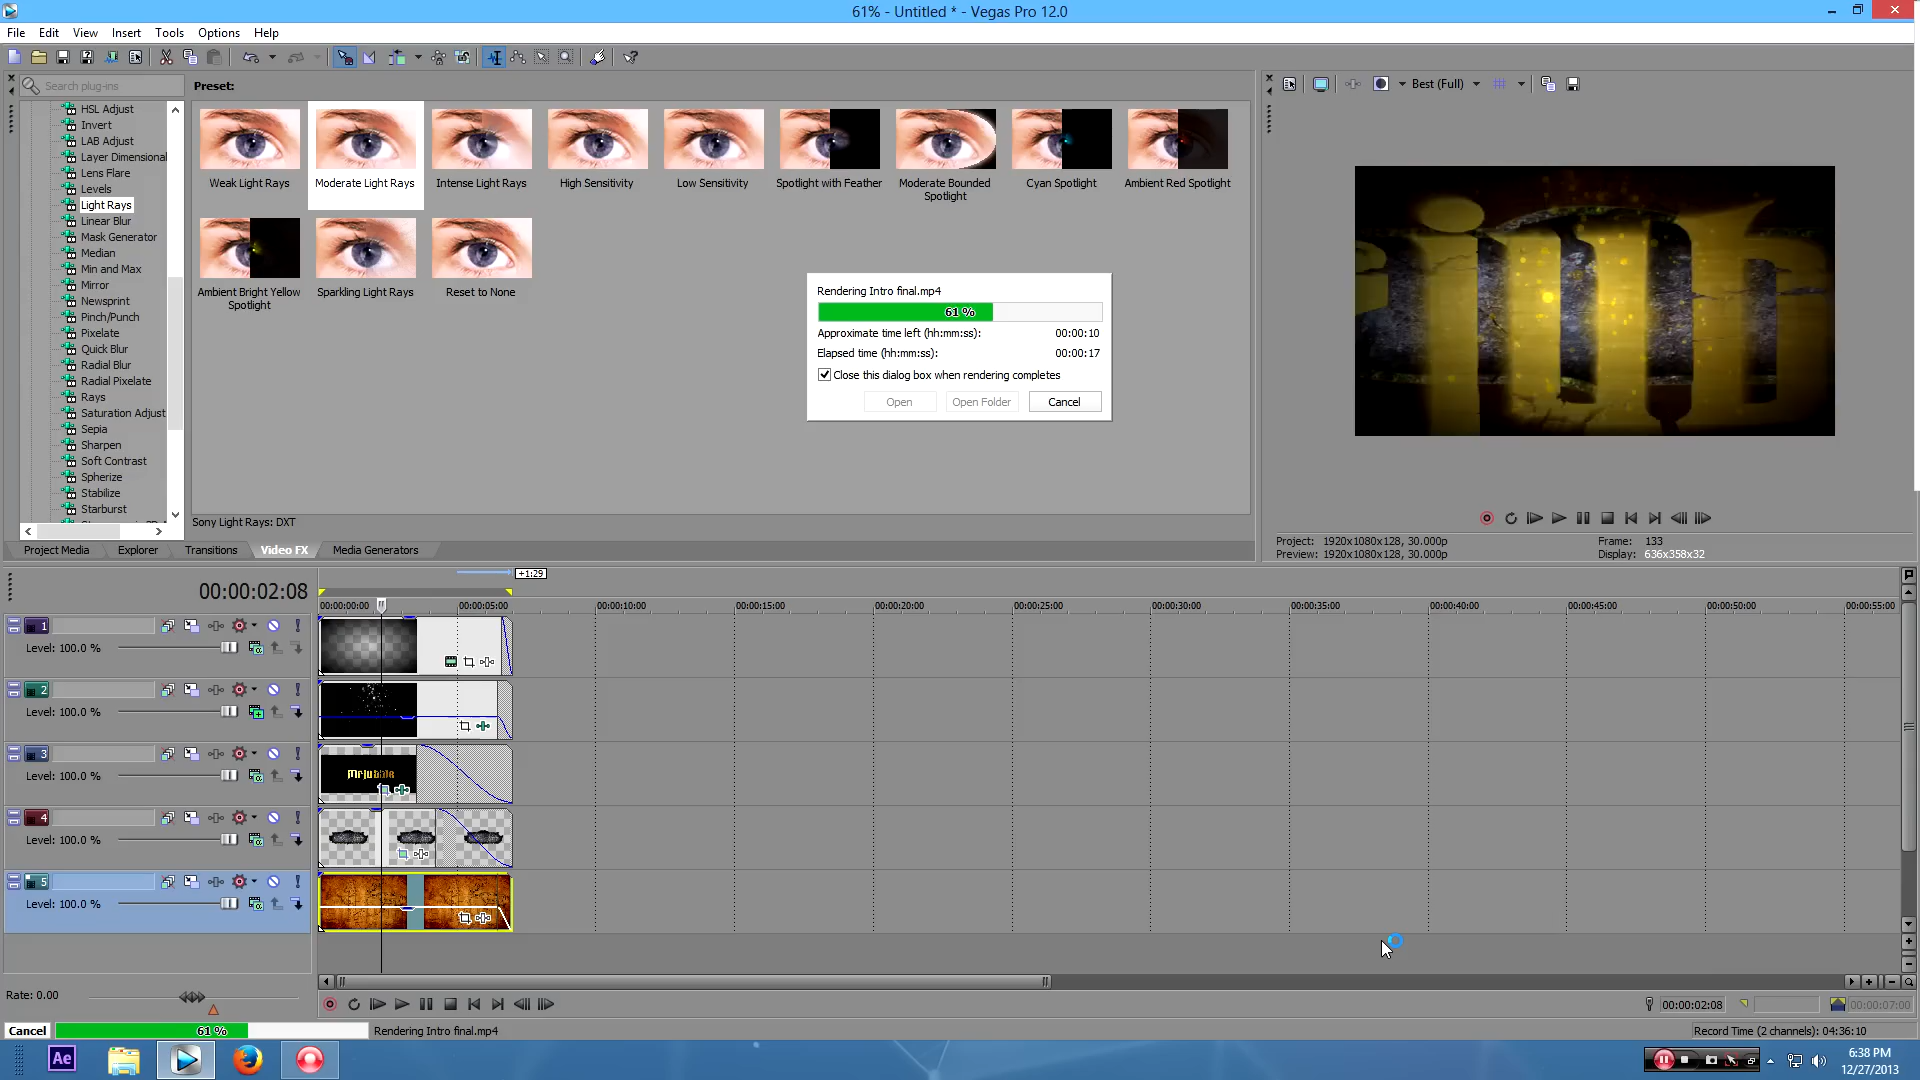 61% - Untitled * - Vegas Pro 12.0
File Edit View Insert Tools Options Help
Search plug-ins
Preset:
Best (Full)
HSL Adjust
Invert
LAB Adjust
Layer Dimensional
Lens Flare
Levels
Light Rays
Linear Blur
Mask Generator
Median
Min and Max
Mirror
Newsprint
Pinch/Punch
Pixelate
Quick Blur
Radial Blur
Radial Pixelate
Rays
Saturation Adjust
Sepia
Sharpen
Soft Contrast
Spherize
Stabilize
Starburst
Weak Light Rays
Moderate Light Rays
Intense Light Rays
High Sensitivity
Low Sensitivity
Spotlight with Feather
Moderate Bounded Spotlight
Cyan Spotlight
Ambient Red Spotlight
Ambient Bright Yellow Spotlight
Sparkling Light Rays
Reset to None
Rendering Intro final.mp4
61 %
Approximate time left (hh:mm:ss): 00:00:10
Elapsed time (hh:mm:ss): 00:00:17
Close this dialog box when rendering completes
Open Open Folder Cancel
Sony Light Rays: DXT
Project Media Explorer Transitions Video FX Media Generators
Project: 1920x1080x128, 30.000p Frame: 133
Preview: 1920x1080x128, 30.000p Display: 636x358x32
00:00:02:08
+1:29
00:00:00:00 00:00:05:00 00:00:10:00 00:00:15:00 00:00:20:00 00:00:25:00 00:00:30:00 00:00:35:00 00:00:40:00 00:00:45:00 00:00:50:00 00:00:55:00
1
Level: 100.0 %
2
Level: 100.0 %
3
Level: 100.0 %
4
Level: 100.0 %
5
Level: 100.0 %
Rate: 0.00
00:00:02:08 00:00:07:00
Cancel 61 % Rendering Intro final.mp4 Record Time (2 channels): 04:36:10
Ae
6:38 PM
12/27/2013